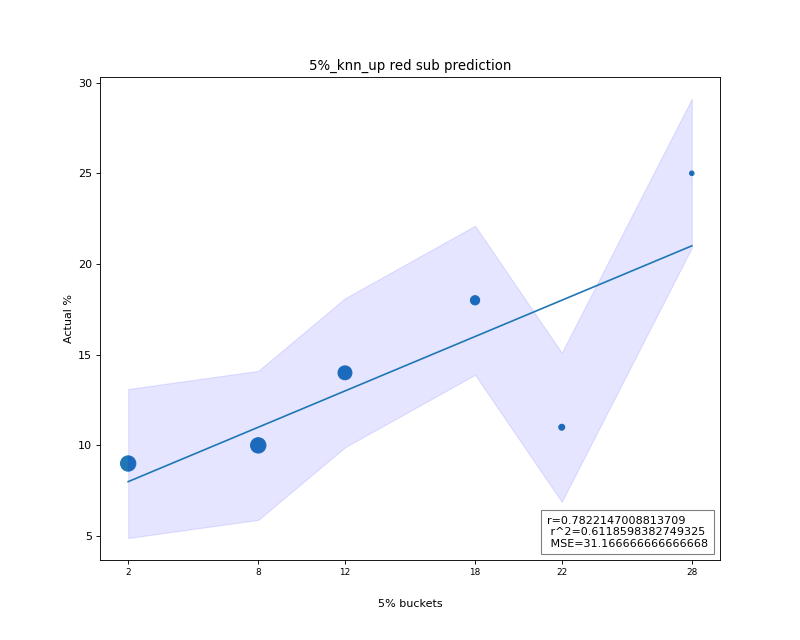 5%_knn_up red sub prediction
30
25
20
15
10
5
Actual %
2 8 12 18 22 28
5% buckets
r=0.7822147008813709
r^2=0.6118598382749325
MSE=31.166666666666668